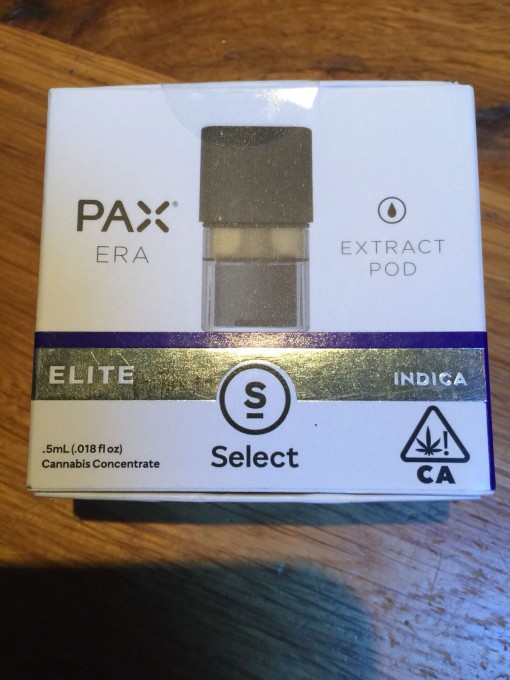 PAX®
ERA
EXTRACT
POD
ELITE
INDICA
S
Select
.5mL (.018 fl oz)
Cannabis Concentrate
!
CA